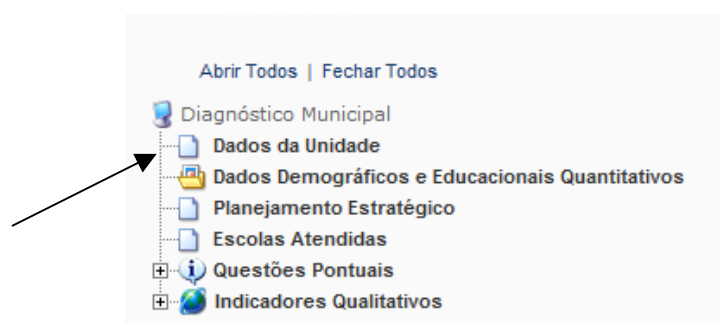 Abrir Todos | Fechar Todos
Diagnóstico Municipal
Dados da Unidade
Dados Demográficos e Educacionais Quantitativos
Planejamento Estratégico
Escolas Atendidas
Questões Pontuais
Indicadores Qualitativos